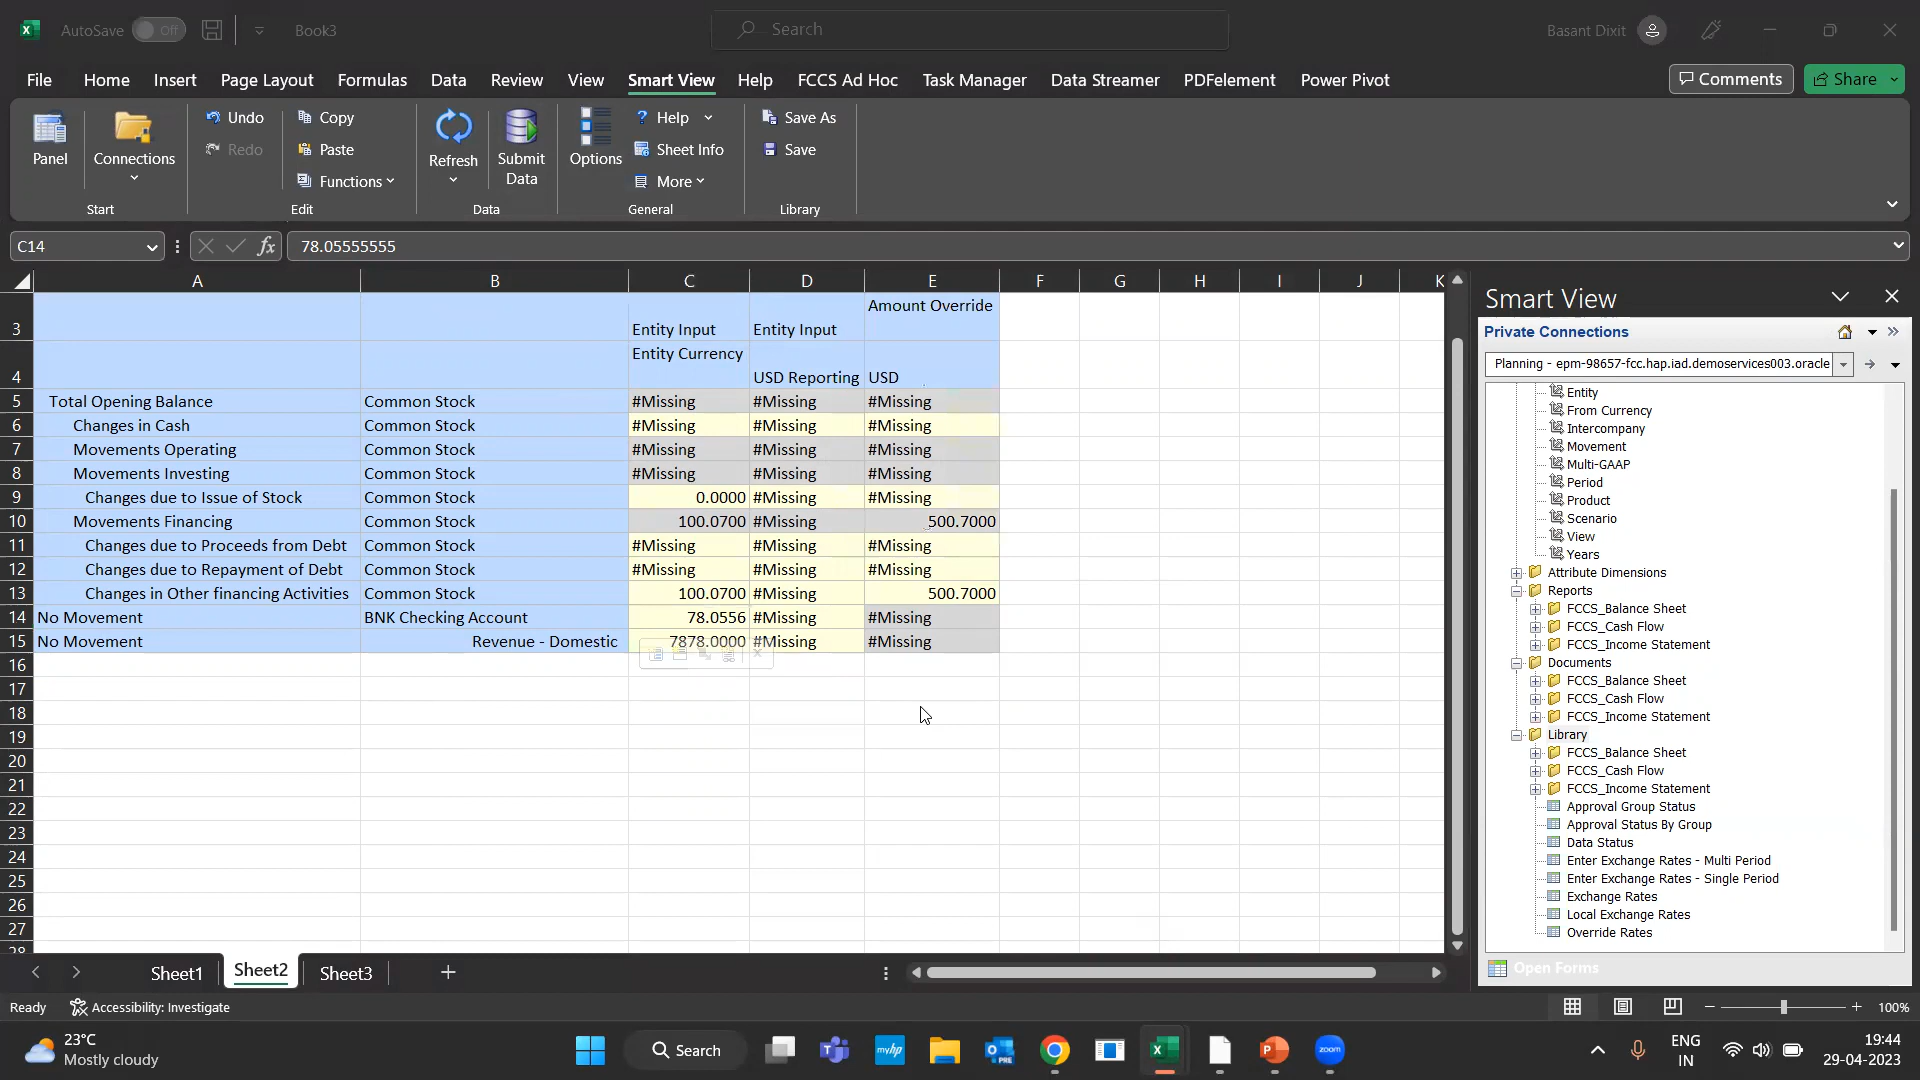 AutoSave Off Book3 Search Basant Dixit
File Home Insert Page Layout Formulas Data Review View Smart View Help FCCS Ad Hoc Task Manager Data Streamer PDFelement Power Pivot Comments Share
Panel
Connections
Start
Undo
Redo
Copy
Paste
Functions
Edit
Refresh
Submit Data
Data
Options
Help
Sheet Info
More
General
Save As
Save
Library
C14 fx 78.05555555
A B C D E F G H I J K
Amount Override
3 Entity Input Entity Input
Entity Currency
4 USD Reporting USD
5 Total Opening Balance Common Stock #Missing #Missing #Missing
6 Changes in Cash Common Stock #Missing #Missing #Missing
7 Movements Operating Common Stock #Missing #Missing #Missing
8 Movements Investing Common Stock #Missing #Missing #Missing
9 Changes due to Issue of Stock Common Stock 0.0000 #Missing #Missing
10 Movements Financing Common Stock 100.0700 #Missing 500.7000
11 Changes due to Proceeds from Debt Common Stock #Missing #Missing #Missing
12 Changes due to Repayment of Debt Common Stock #Missing #Missing #Missing
13 Changes in Other financing Activities Common Stock 100.0700 #Missing 500.7000
14 No Movement BNK Checking Account 78.0556 #Missing #Missing
15 No Movement Revenue - Domestic 7878.0000 #Missing #Missing
16
17
18
19
20
21
22
23
24
25
26
27
28
Smart View
Private Connections
Planning - epm-98657-fcc.hap.iad.demoservices003.oracle
Entity
From Currency
Intercompany
Movement
Multi-GAAP
Period
Product
Scenario
View
Years
Attribute Dimensions
Reports
FCCS_Balance Sheet
FCCS_Cash Flow
FCCS_Income Statement
Documents
FCCS_Balance Sheet
FCCS_Cash Flow
FCCS_Income Statement
Library
FCCS_Balance Sheet
FCCS_Cash Flow
FCCS_Income Statement
Approval Group Status
Approval Status By Group
Data Status
Enter Exchange Rates - Multi Period
Enter Exchange Rates - Single Period
Exchange Rates
Local Exchange Rates
Override Rates
Open Forms
Sheet1 Sheet2 Sheet3
Ready Accessibility: Investigate 100%
23°C
Mostly cloudy
Search
myhp
PRE
zoom
ENG
IN
19:44
29-04-2023